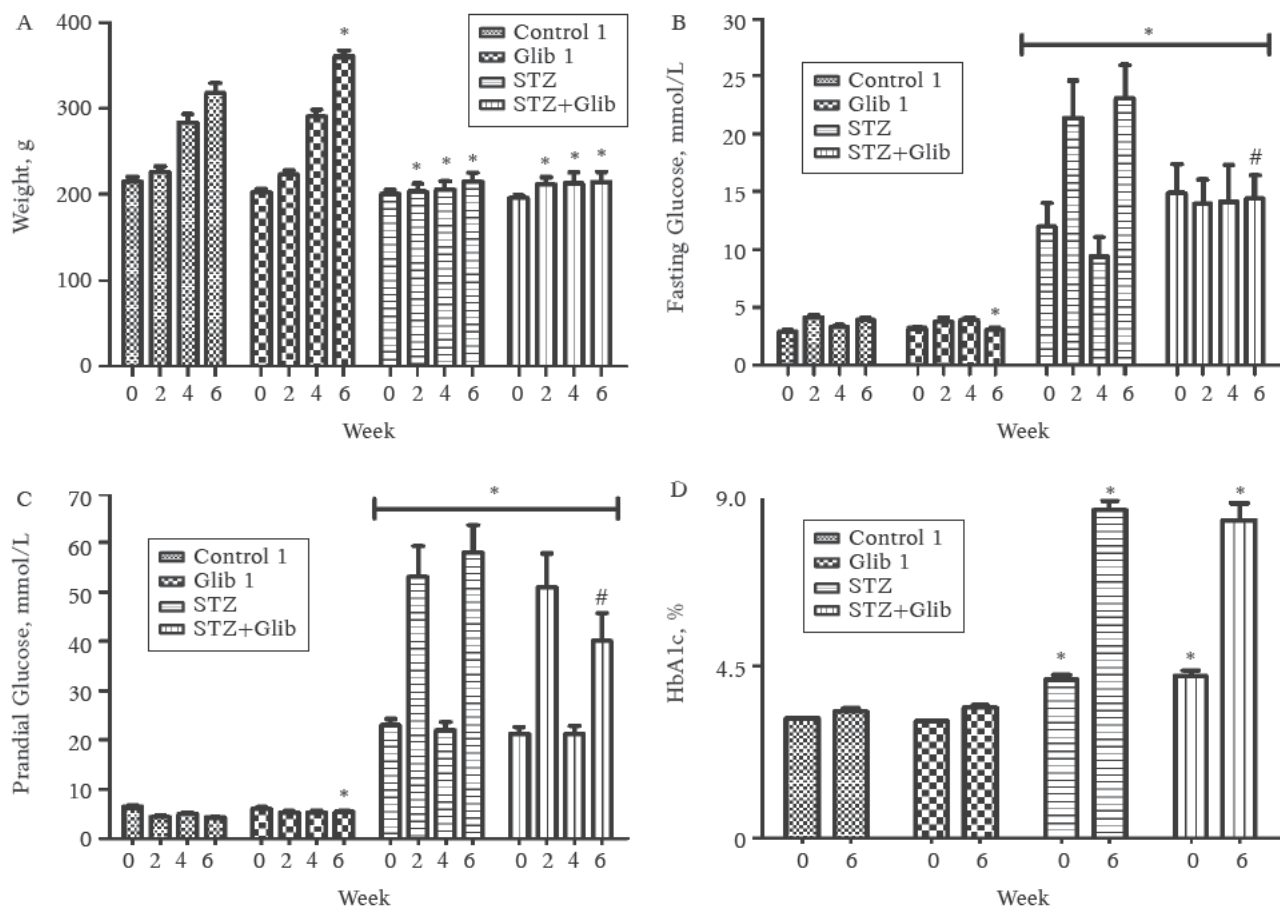 A
Weight, g
400
300
200
100
0
Control 1
Glib 1
STZ
STZ+Glib
*
* * *
* * *
0 2 4 6 0 2 4 6 0 2 4 6 0 2 4 6
Week
B
Fasting Glucose, mmol/L
30
25
20
15
10
5
0
Control 1
Glib 1
STZ
STZ+Glib
*
*
#
0 2 4 6 0 2 4 6 0 2 4 6 0 2 4 6
Week
C
Prandial Glucose, mmol/L
70
60
50
40
30
20
10
0
Control 1
Glib 1
STZ
STZ+Glib
*
*
#
0 2 4 6 0 2 4 6 0 2 4 6 0 2 4 6
Week
D
HbA1c, %
9.0
4.5
0
Control 1
Glib 1
STZ
STZ+Glib
* *
* *
0 6 0 6 0 6 0 6
Week